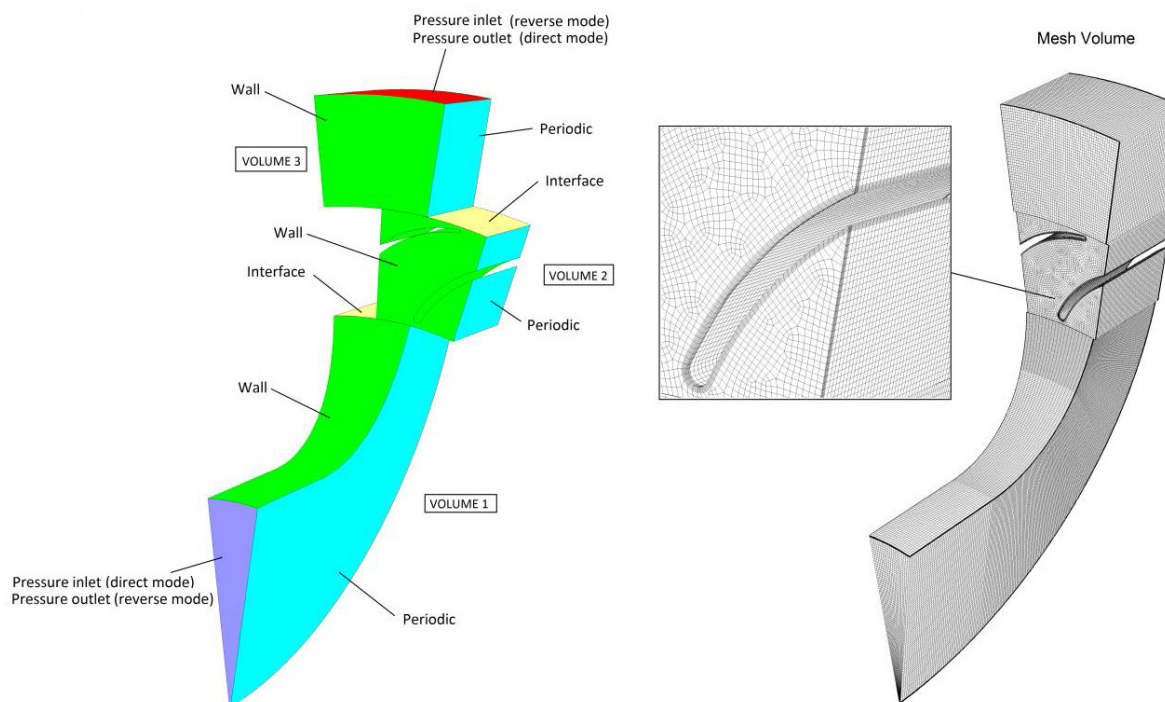 Pressure inlet (reverse mode)
Pressure outlet (direct mode)
Mesh Volume
Wall
Periodic
VOLUME 3
Interface
Wall
Interface
VOLUME 2
Periodic
Wall
VOLUME 1
Pressure inlet (direct mode)
Pressure outlet (reverse mode)
Periodic